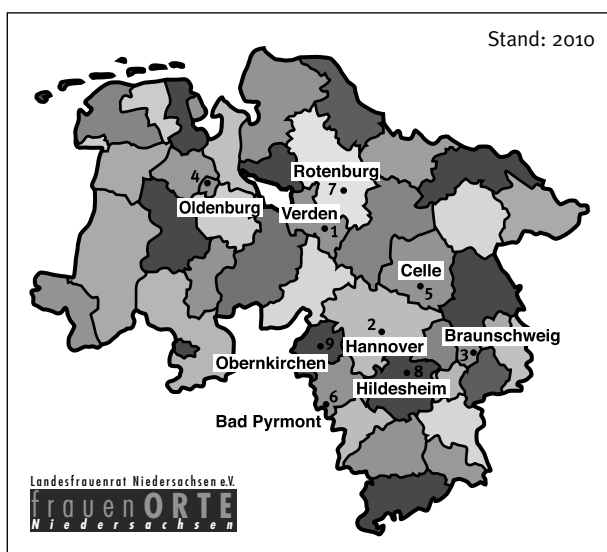 Stand: 2010
Rotenburg
7
4
Oldenburg
Verden
1
Celle
5
2
Hannover
Braunschweig
3
9
Obernkirchen
8
Hildesheim
6
Bad Pyrmont
Landesfrauenrat Niedersachsen e.V.
frauenORTE
Niedersachsen